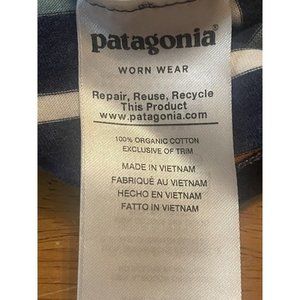 patagonia®
WORN WEAR
Repair, Reuse, Recycle
This Product
www.patagonia.com
100% ORGANIC COTTON
EXCLUSIVE OF TRIM
MADE IN VIETNAM
FABRIQUÉ AU VIETNAM
HECHO EN VIETNAM
FATTO IN VIETNAM